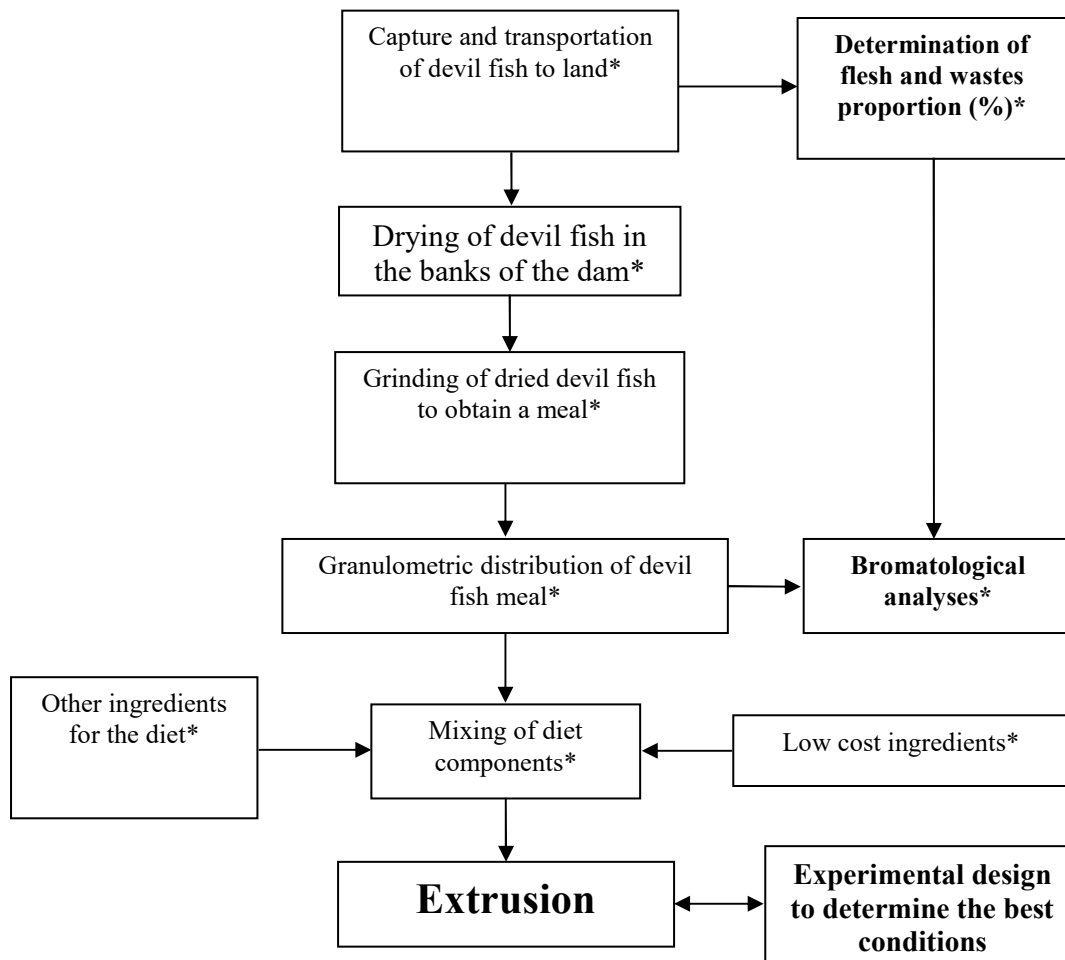 Capture and transportation
of devil fish to land*
Determination of
flesh and wastes
proportion (%)*
Drying of devil fish in
the banks of the dam*
Grinding of dried devil fish
to obtain a meal*
Granulometric distribution of devil
fish meal*
Bromatological
analyses*
Other ingredients
for the diet*
Mixing of diet
components*
Low cost ingredients*
Extrusion
Experimental design
to determine the best
conditions